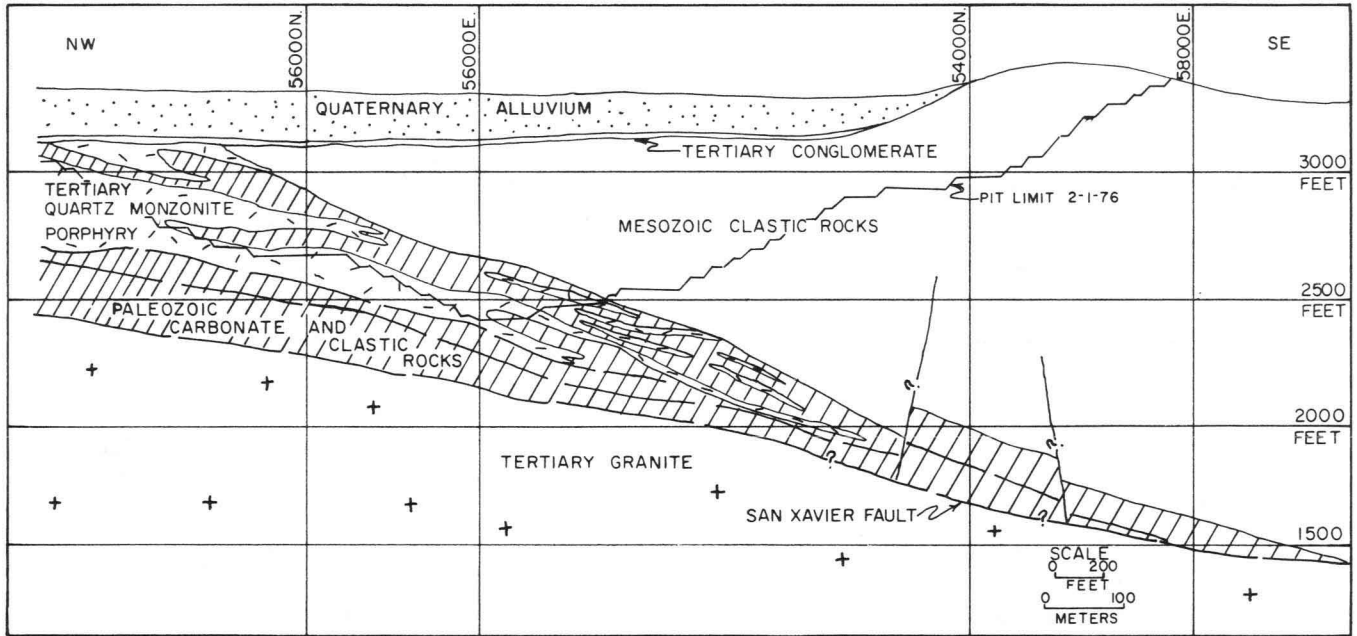 NW
56000N.
56000E.
54000N.
58000E.
SE
QUATERNARY ALLUVIUM
TERTIARY CONGLOMERATE
3000
FEET
TERTIARY
QUARTZ MONZONITE
PORPHYRY
PIT LIMIT 2-1-76
MESOZOIC CLASTIC ROCKS
2500
FEET
PALEOZOIC
CARBONATE AND
CLASTIC
ROCKS
?
?
2000
FEET
TERTIARY GRANITE
?
SAN XAVIER FAULT
?
1500
SCALE
0 200
FEET
0 100
METERS